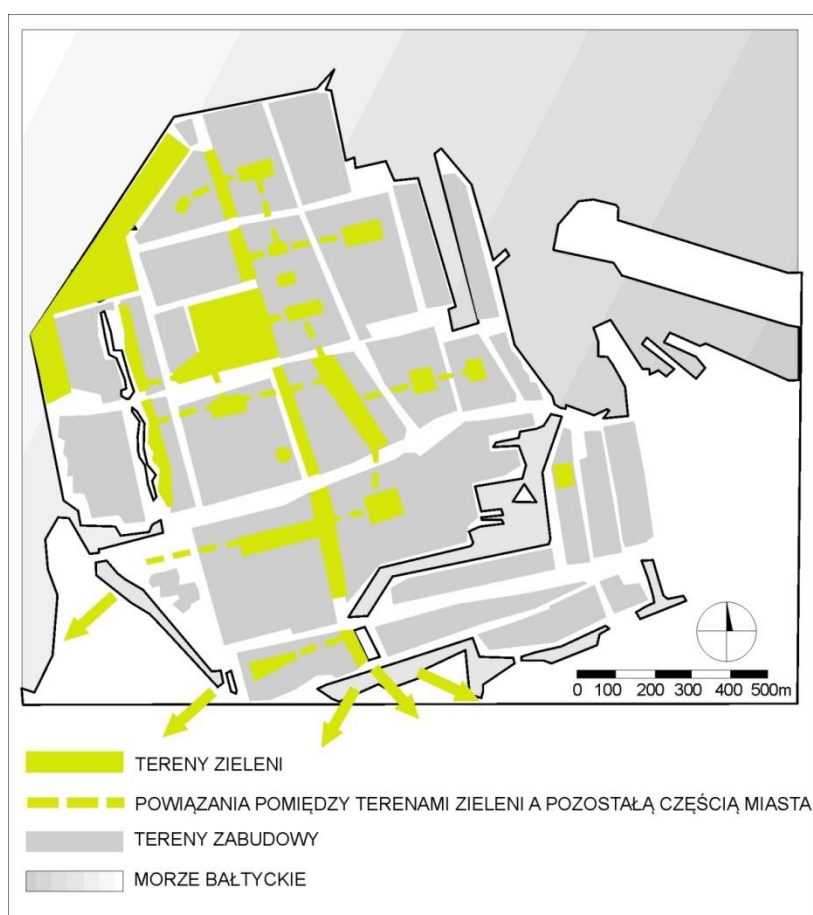 0 100 200 300 400 500m
TERENY ZIELENI
POWIĄZANIA POMIĘDZY TERENAMI ZIELENI A POZOSTAŁĄ CZĘŚCIĄ MIASTA
TERENY ZABUDOWY
MORZE BAŁTYCKIE